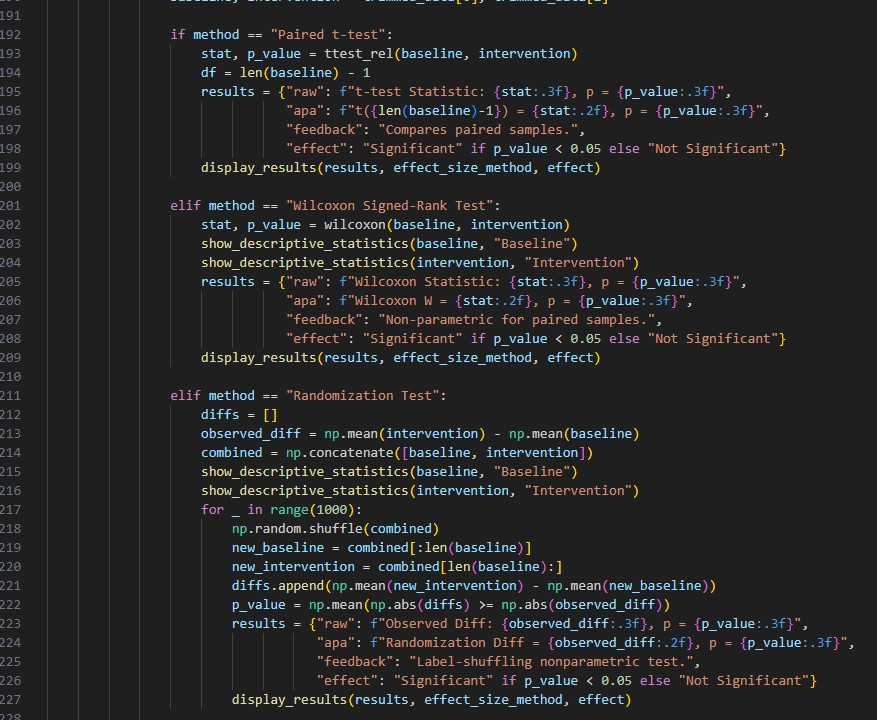 191
192 if method == "Paired t-test":
193 stat, p_value = ttest_rel(baseline, intervention)
194 df = len(baseline) - 1
195 results = {"raw": f"t-test Statistic: {stat:.3f}, p = {p_value:.3f}",
196 "apa": f"t({len(baseline)-1}) = {stat:.2f}, p = {p_value:.3f}",
197 "feedback": "Compares paired samples.",
198 "effect": "Significant" if p_value < 0.05 else "Not Significant"}
199 display_results(results, effect_size_method, effect)
200
201 elif method == "Wilcoxon Signed-Rank Test":
202 stat, p_value = wilcoxon(baseline, intervention)
203 show_descriptive_statistics(baseline, "Baseline")
204 show_descriptive_statistics(intervention, "Intervention")
205 results = {"raw": f"Wilcoxon Statistic: {stat:.3f}, p = {p_value:.3f}",
206 "apa": f"Wilcoxon W = {stat:.2f}, p = {p_value:.3f}",
207 "feedback": "Non-parametric for paired samples.",
208 "effect": "Significant" if p_value < 0.05 else "Not Significant"}
209 display_results(results, effect_size_method, effect)
210
211 elif method == "Randomization Test":
212 diffs = []
213 observed_diff = np.mean(intervention) - np.mean(baseline)
214 combined = np.concatenate([baseline, intervention])
215 show_descriptive_statistics(baseline, "Baseline")
216 show_descriptive_statistics(intervention, "Intervention")
217 for _ in range(1000):
218 np.random.shuffle(combined)
219 new_baseline = combined[:len(baseline)]
220 new_intervention = combined[len(baseline):]
221 diffs.append(np.mean(new_intervention) - np.mean(new_baseline))
222 p_value = np.mean(np.abs(diffs) >= np.abs(observed_diff))
223 results = {"raw": f"Observed Diff: {observed_diff:.3f}, p = {p_value:.3f}",
224 "apa": f"Randomization Diff = {observed_diff:.2f}, p = {p_value:.3f}",
225 "feedback": "Label-shuffling nonparametric test.",
226 "effect": "Significant" if p_value < 0.05 else "Not Significant"}
227 display_results(results, effect_size_method, effect)